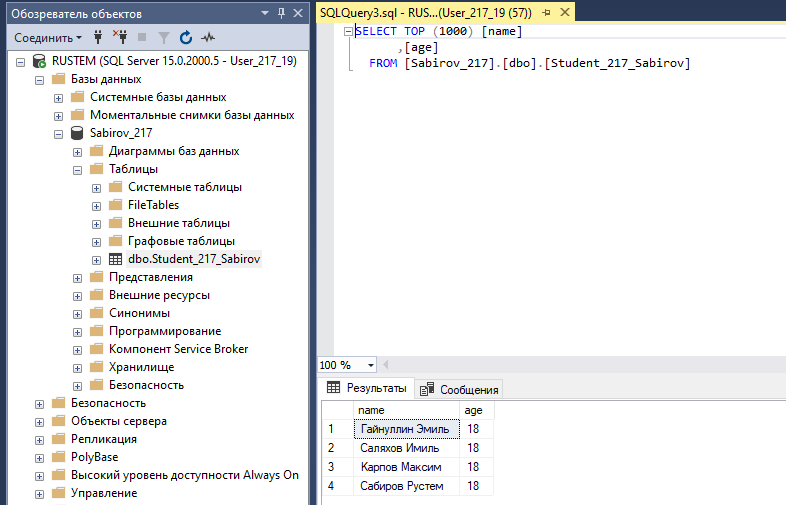 Обозреватель объектов
Соединить
RUSTEM (SQL Server 15.0.2000.5 - User_217_19)
Базы данных
Системные базы данных
Моментальные снимки базы данных
Sabirov_217
Диаграммы баз данных
Таблицы
Системные таблицы
FileTables
Внешние таблицы
Графовые таблицы
dbo.Student_217_Sabirov
Представления
Внешние ресурсы
Синонимы
Программирование
Компонент Service Broker
Хранилище
Безопасность
Безопасность
Объекты сервера
Репликация
PolyBase
Высокий уровень доступности Always On
Управление
SQLQuery3.sql - RUS...(User_217_19 (57))
SELECT TOP (1000) [name]
,[age]
FROM [Sabirov_217].[dbo].[Student_217_Sabirov]
100 %
Результаты Сообщения
name age
1 Гайнуллин Эмиль 18
2 Саляхов Имиль 18
3 Карпов Максим 18
4 Сабиров Рустем 18